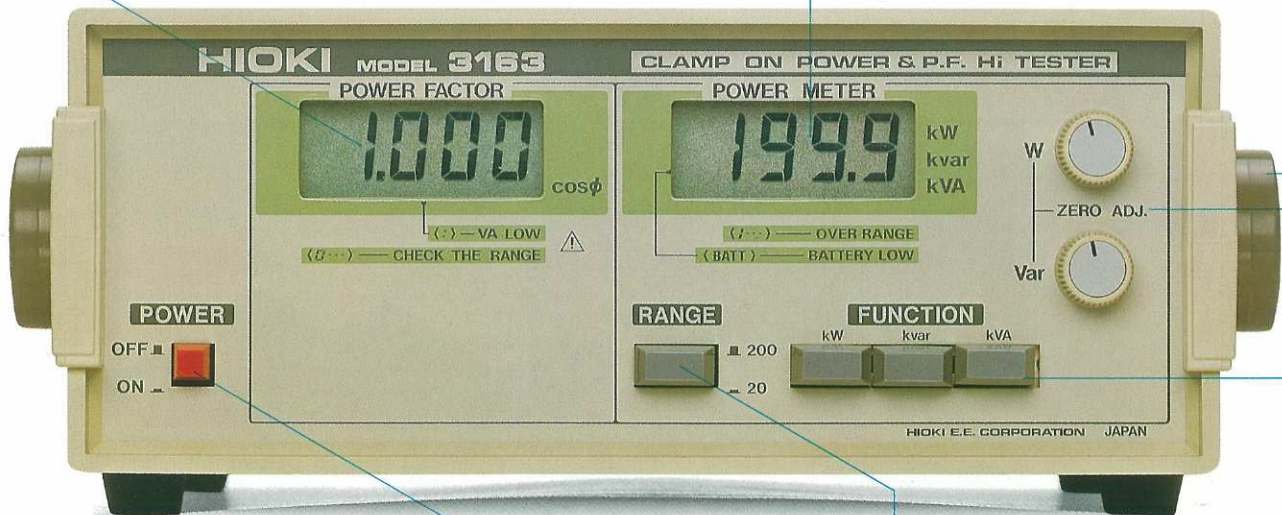 HIOKI MODEL 3163
CLAMP ON POWER & P.F. Hi TESTER
POWER FACTOR
1.000
cosϕ
(:) — VA LOW
(0···) — CHECK THE RANGE
POWER METER
199.9
kW
kvar
kVA
(1···) — OVER RANGE
(BATT) — BATTERY LOW
W
ZERO ADJ.
Var
POWER
OFF
ON
RANGE
200
20
FUNCTION
kW kvar kVA
HIOKI E.E. CORPORATION JAPAN